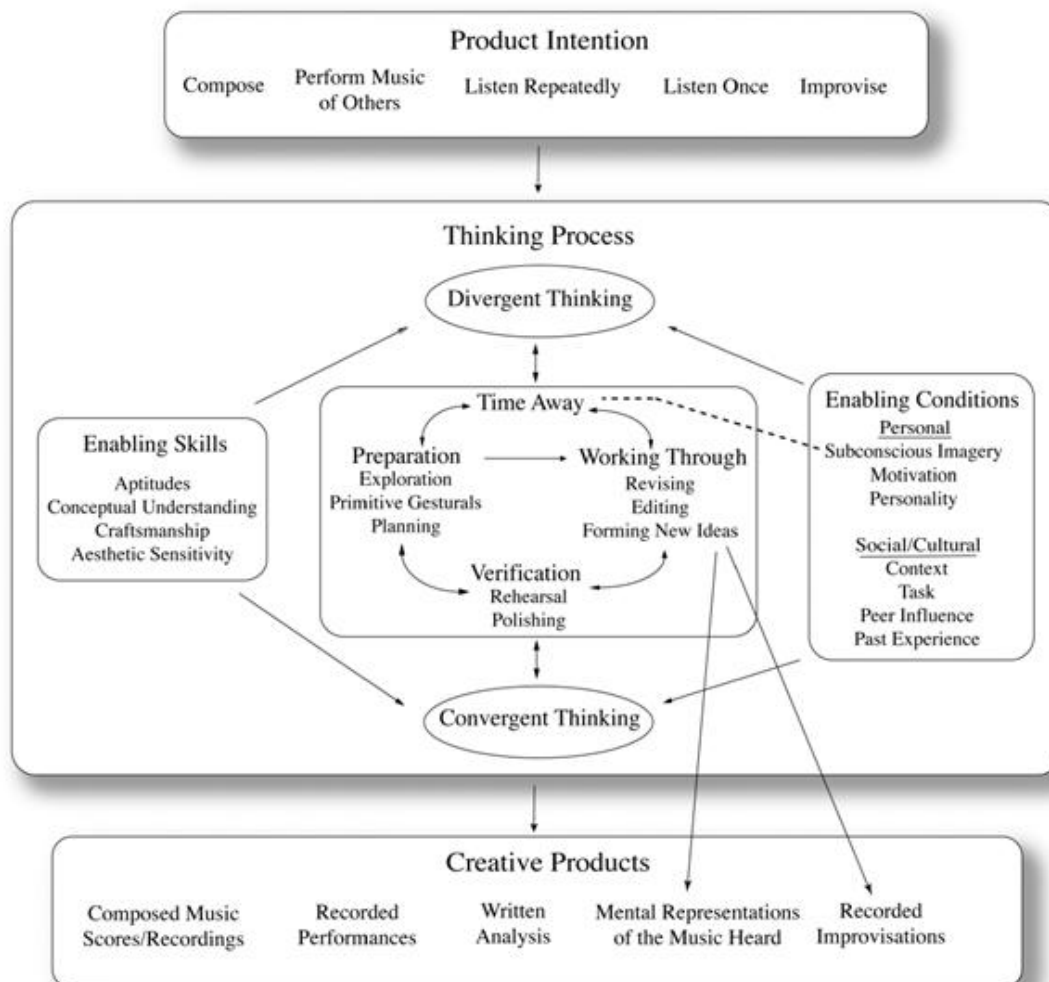 Product Intention
Compose
Perform Music
of Others
Listen Repeatedly
Listen Once
Improvise
Thinking Process
Divergent Thinking
Enabling Skills
Aptitudes
Conceptual Understanding
Craftsmanship
Aesthetic Sensitivity
Time Away
Preparation
Exploration
Primitive Gesturals
Planning
Working Through
Revising
Editing
Forming New Ideas
Verification
Rehearsal
Polishing
Enabling Conditions
Personal
Subconscious Imagery
Motivation
Personality
Social/Cultural
Context
Task
Peer Influence
Past Experience
Convergent Thinking
Creative Products
Composed Music
Scores/Recordings
Recorded
Performances
Written
Analysis
Mental Representations
of the Music Heard
Recorded
Improvisations